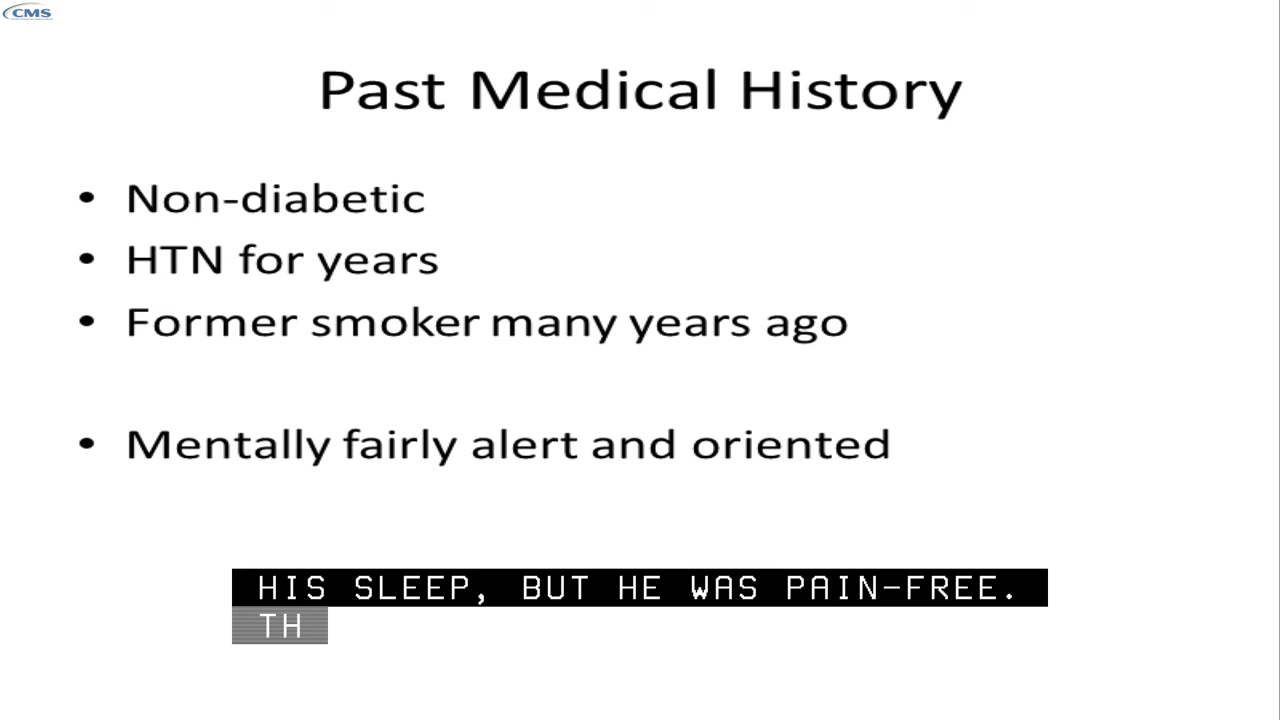 CMS
Past Medical History
• Non-diabetic
• HTN for years
• Former smoker many years ago
• Mentally fairly alert and oriented
HIS SLEEP, BUT HE WAS PAIN-FREE.
TH